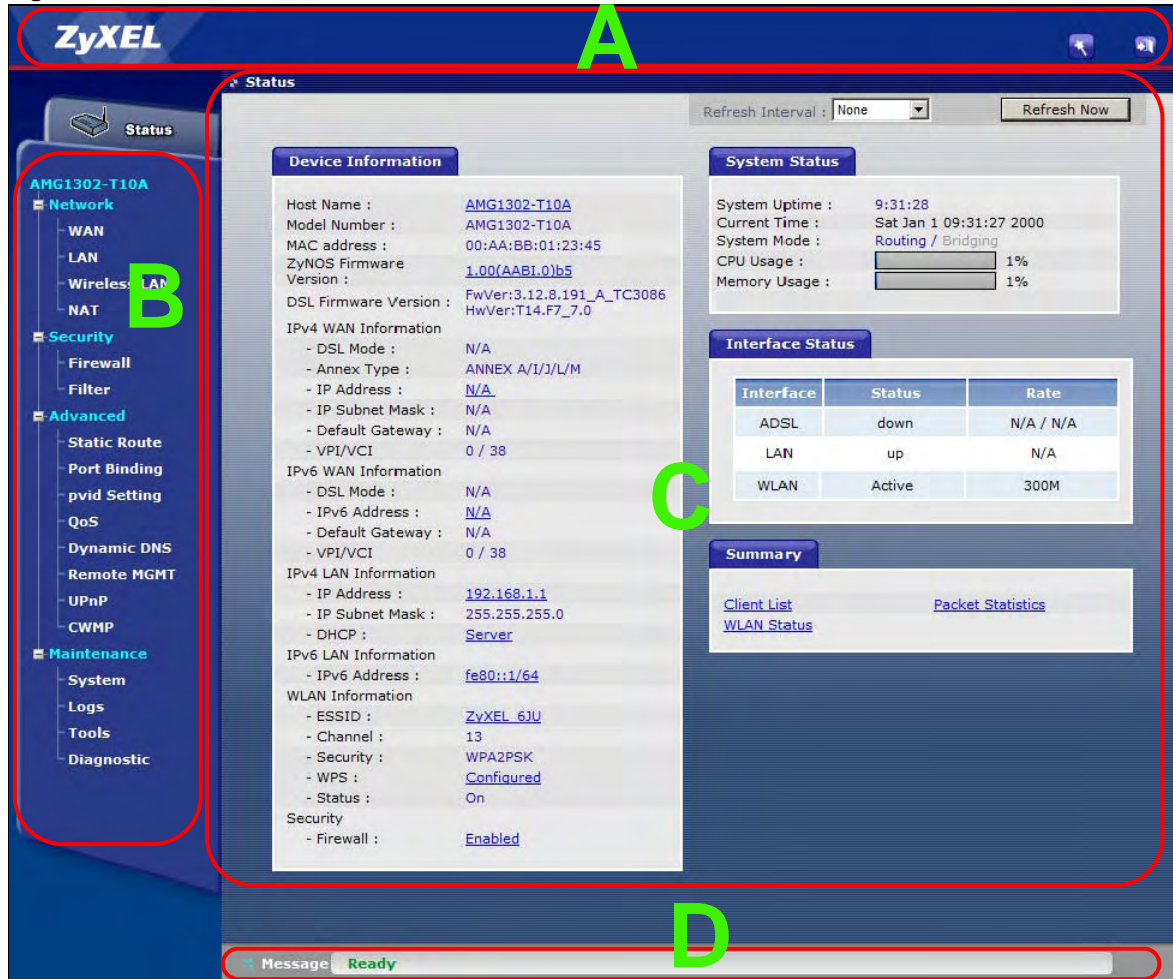 ZyXEL
A
Status
Status
Refresh Interval : None
Refresh Now
AMG1302-T10A
Network
WAN
LAN
Wireless LAN
NAT
Security
Firewall
Filter
Advanced
Static Route
Port Binding
pvid Setting
QoS
Dynamic DNS
Remote MGMT
UPnP
CWMP
Maintenance
System
Logs
Tools
Diagnostic
B
Device Information
Host Name : AMG1302-T10A
Model Number : AMG1302-T10A
MAC address : 00:AA:BB:01:23:45
ZyNOS Firmware Version : 1.00(AABI.0)b5
DSL Firmware Version : FwVer:3.12.8.191_A_TC3086
HwVer:T14.F7_7.0
IPv4 WAN Information
- DSL Mode : N/A
- Annex Type : ANNEX A/I/J/L/M
- IP Address : N/A
- IP Subnet Mask : N/A
- Default Gateway : N/A
- VPI/VCI 0 / 38
IPv6 WAN Information
- DSL Mode : N/A
- IPv6 Address : N/A
- Default Gateway : N/A
- VPI/VCI 0 / 38
IPv4 LAN Information
- IP Address : 192.168.1.1
- IP Subnet Mask : 255.255.255.0
- DHCP : Server
IPv6 LAN Information
- IPv6 Address : fe80::1/64
WLAN Information
- ESSID : ZyXEL_6JU
- Channel : 13
- Security : WPA2PSK
- WPS : Configured
- Status : On
Security
- Firewall : Enabled
C
System Status
System Uptime : 9:31:28
Current Time : Sat Jan 1 09:31:27 2000
System Mode : Routing / Bridging
CPU Usage : 1%
Memory Usage : 1%
Interface Status
Interface Status Rate
ADSL down N/A / N/A
LAN up N/A
WLAN Active 300M
Summary
Client List Packet Statistics
WLAN Status
D
Message Ready